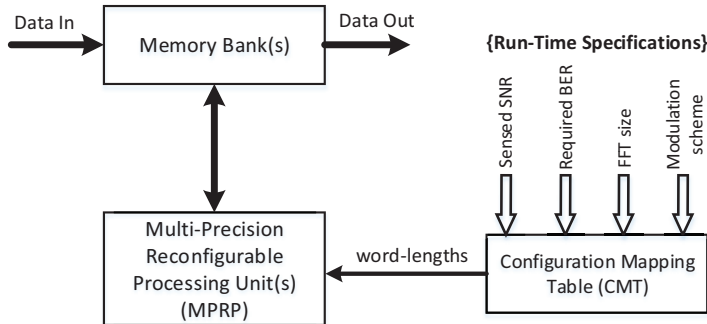 Data In
Memory Bank(s)
Data Out
{Run-Time Specifications}
Sensed SNR
Required BER
FFT size
Modulation
scheme
Multi-Precision
Reconfigurable
Processing Unit(s)
(MPRP)
word-lengths
Configuration Mapping
Table (CMT)